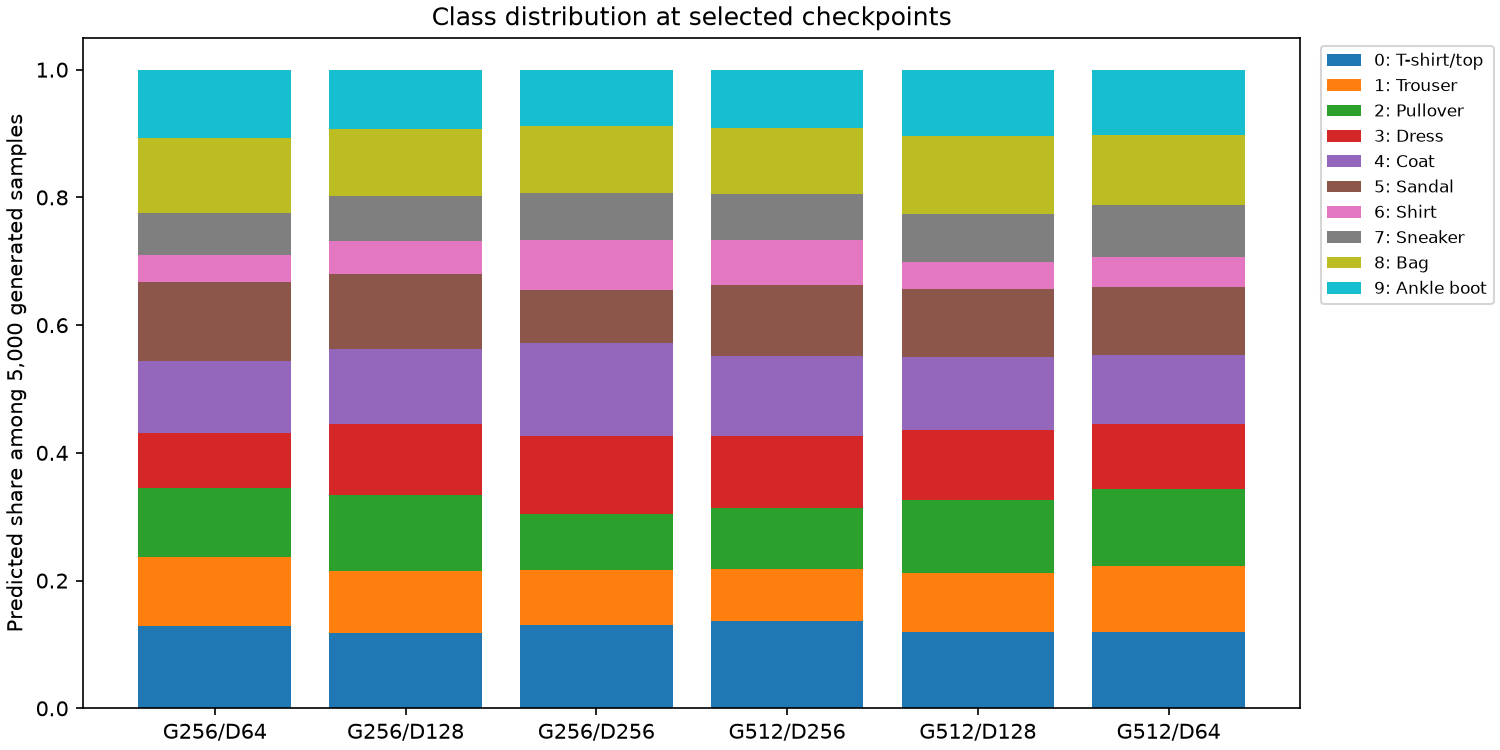 Class distribution at selected checkpoints
Predicted share among 5,000 generated samples
1.0
0.8
0.6
0.4
0.2
0.0
G256/D64
G256/D128
G256/D256
G512/D256
G512/D128
G512/D64
0: T-shirt/top
1: Trouser
2: Pullover
3: Dress
4: Coat
5: Sandal
6: Shirt
7: Sneaker
8: Bag
9: Ankle boot